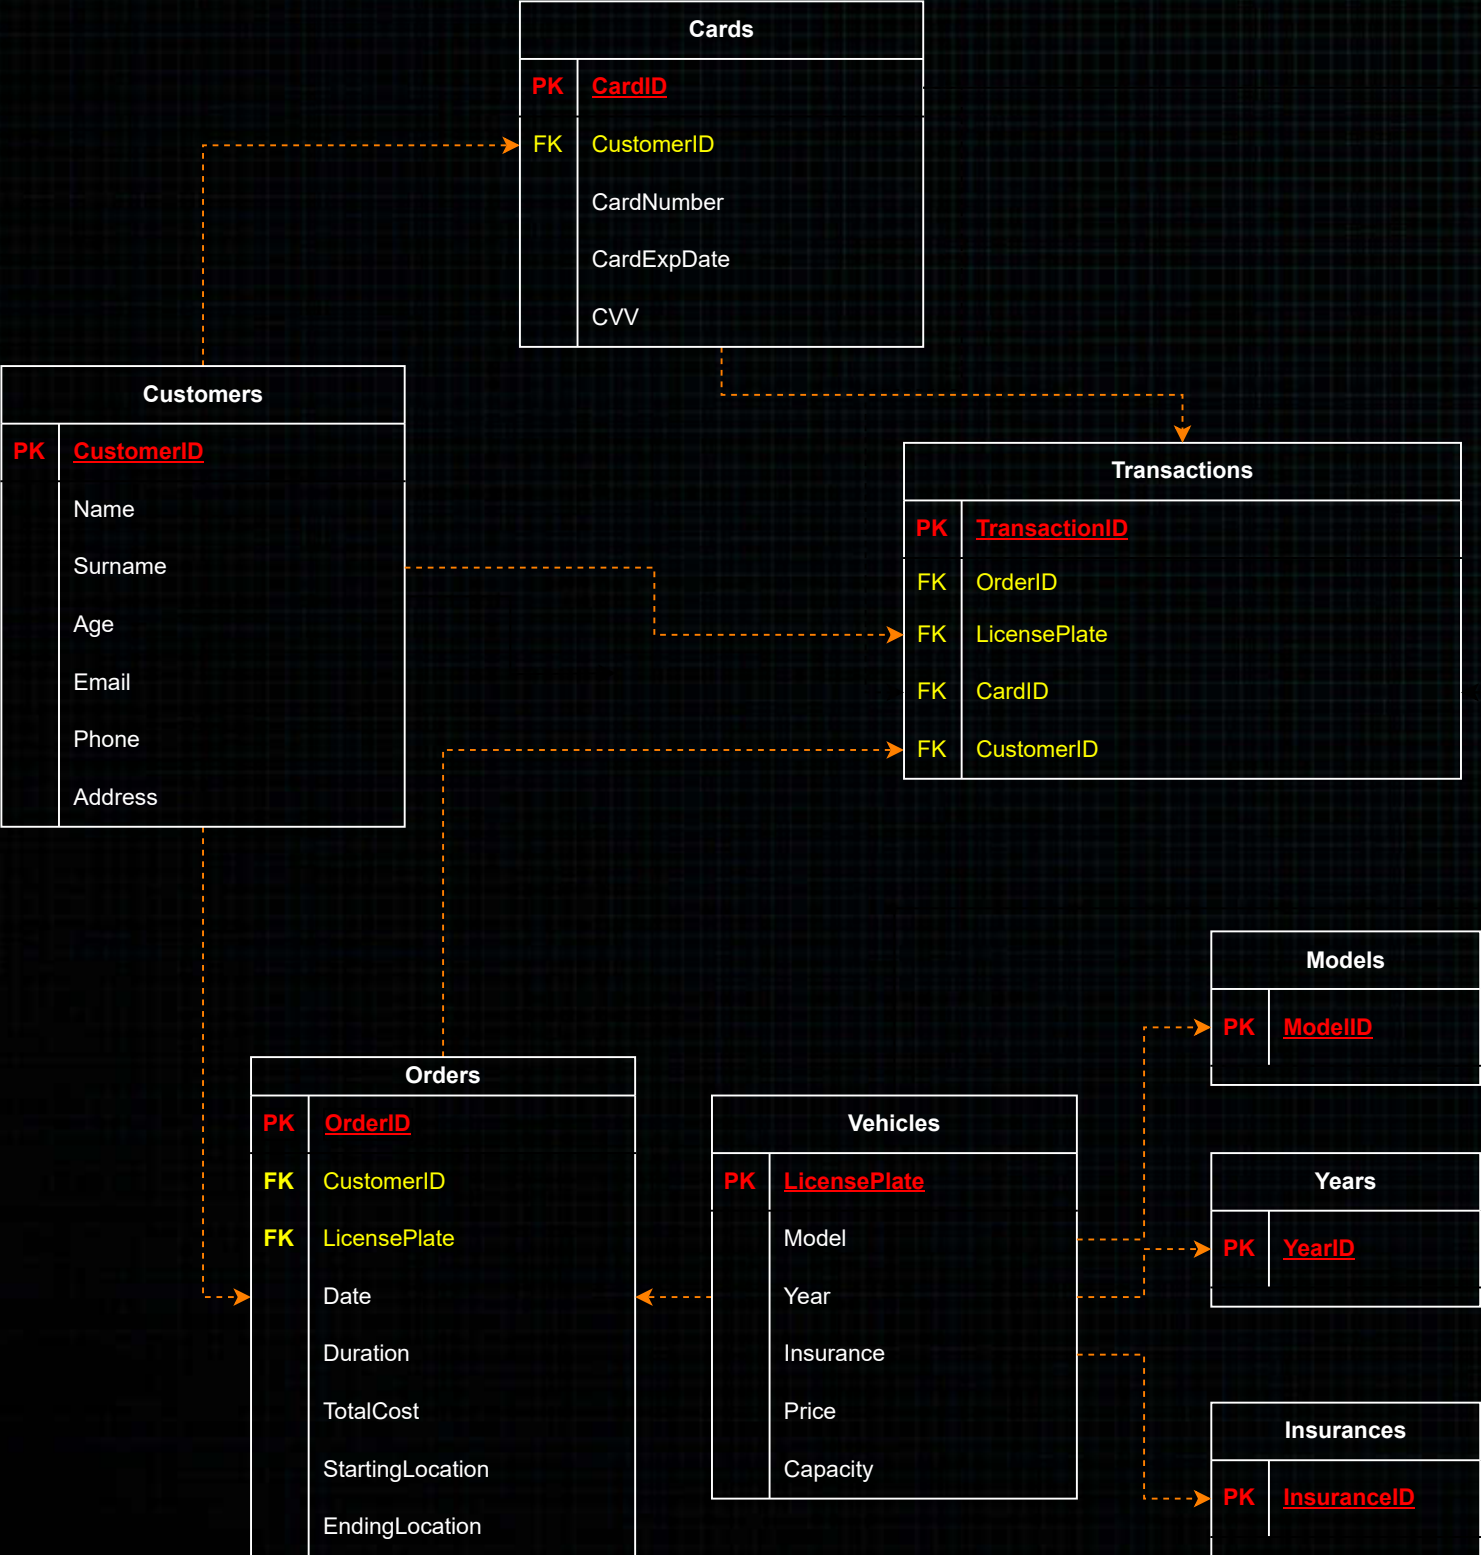 Cards
PK CardID
FK CustomerID
CardNumber
CardExpDate
CVV
Customers
PK CustomerID
Name
Surname
Age
Email
Phone
Address
Transactions
PK TransactionID
FK OrderID
FK LicensePlate
FK CardID
FK CustomerID
Orders
PK OrderID
FK CustomerID
FK LicensePlate
Date
Duration
TotalCost
StartingLocation
EndingLocation
Vehicles
PK LicensePlate
Model
Year
Insurance
Price
Capacity
Models
PK ModelID
Years
PK YearID
Insurances
PK InsuranceID